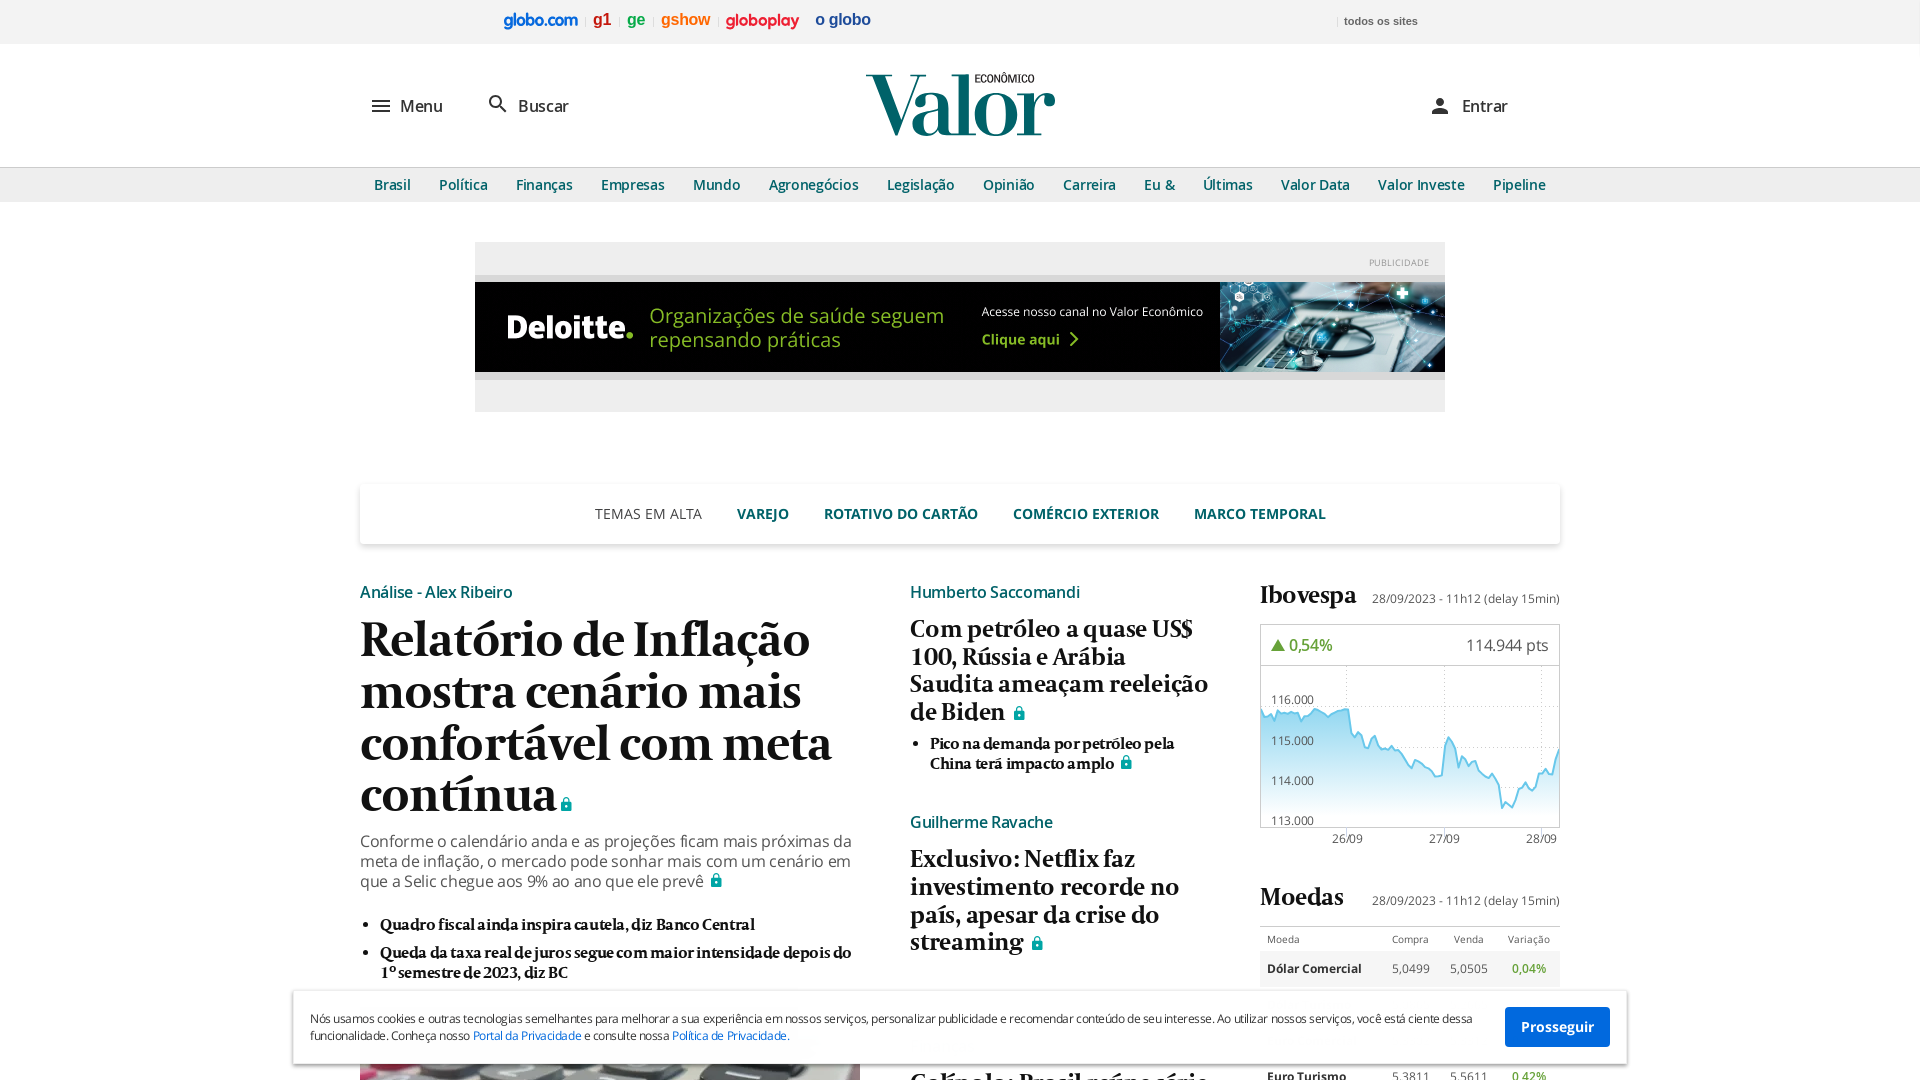 globo.com g1 ge gshow globoplay o globo todos os sites
Menu Buscar Valor ECONÔMICO Entrar
Brasil Política Finanças Empresas Mundo Agronegócios Legislação Opinião Carreira Eu & Últimas Valor Data Valor Investe Pipeline
PUBLICIDADE
Deloitte.
Organizações de saúde seguem
repensando práticas
Acesse nosso canal no Valor Econômico
Clique aqui
TEMAS EM ALTA VAREJO ROTATIVO DO CARTÃO COMÉRCIO EXTERIOR MARCO TEMPORAL
Análise - Alex Ribeiro
Relatório de Inflação
mostra cenário mais
confortável com meta
contínua
Conforme o calendário anda e as projeções ficam mais próximas da
meta de inflação, o mercado pode sonhar mais com um cenário em
que a Selic chegue aos 9% ao ano que ele prevê
• Quadro fiscal ainda inspira cautela, diz Banco Central
• Queda da taxa real de juros segue com maior intensidade depois do
1º semestre de 2023, diz BC
Humberto Saccomandi
Com petróleo a quase US$
100, Rússia e Arábia
Saudita ameaçam reeleição
de Biden
• Pico na demanda por petróleo pela
China terá impacto amplo
Guilherme Ravache
Exclusivo: Netflix faz
investimento recorde no
país, apesar da crise do
streaming
Ibovespa 28/09/2023 - 11h12 (delay 15min)
0,54% 114.944 pts
116.000
115.000
114.000
113.000
26/09 27/09 28/09
Moedas 28/09/2023 - 11h12 (delay 15min)
Moeda Compra Venda Variação
Dólar Comercial 5,0499 5,0505 0,04%
Euro Turismo 5,3811 5,5611 0,42%
Nós usamos cookies e outras tecnologias semelhantes para melhorar a sua experiência em nossos serviços, personalizar publicidade e recomendar conteúdo de seu interesse. Ao utilizar nossos serviços, você está ciente dessa
funcionalidade. Conheça nosso Portal da Privacidade e consulte nossa Política de Privacidade.
Prosseguir